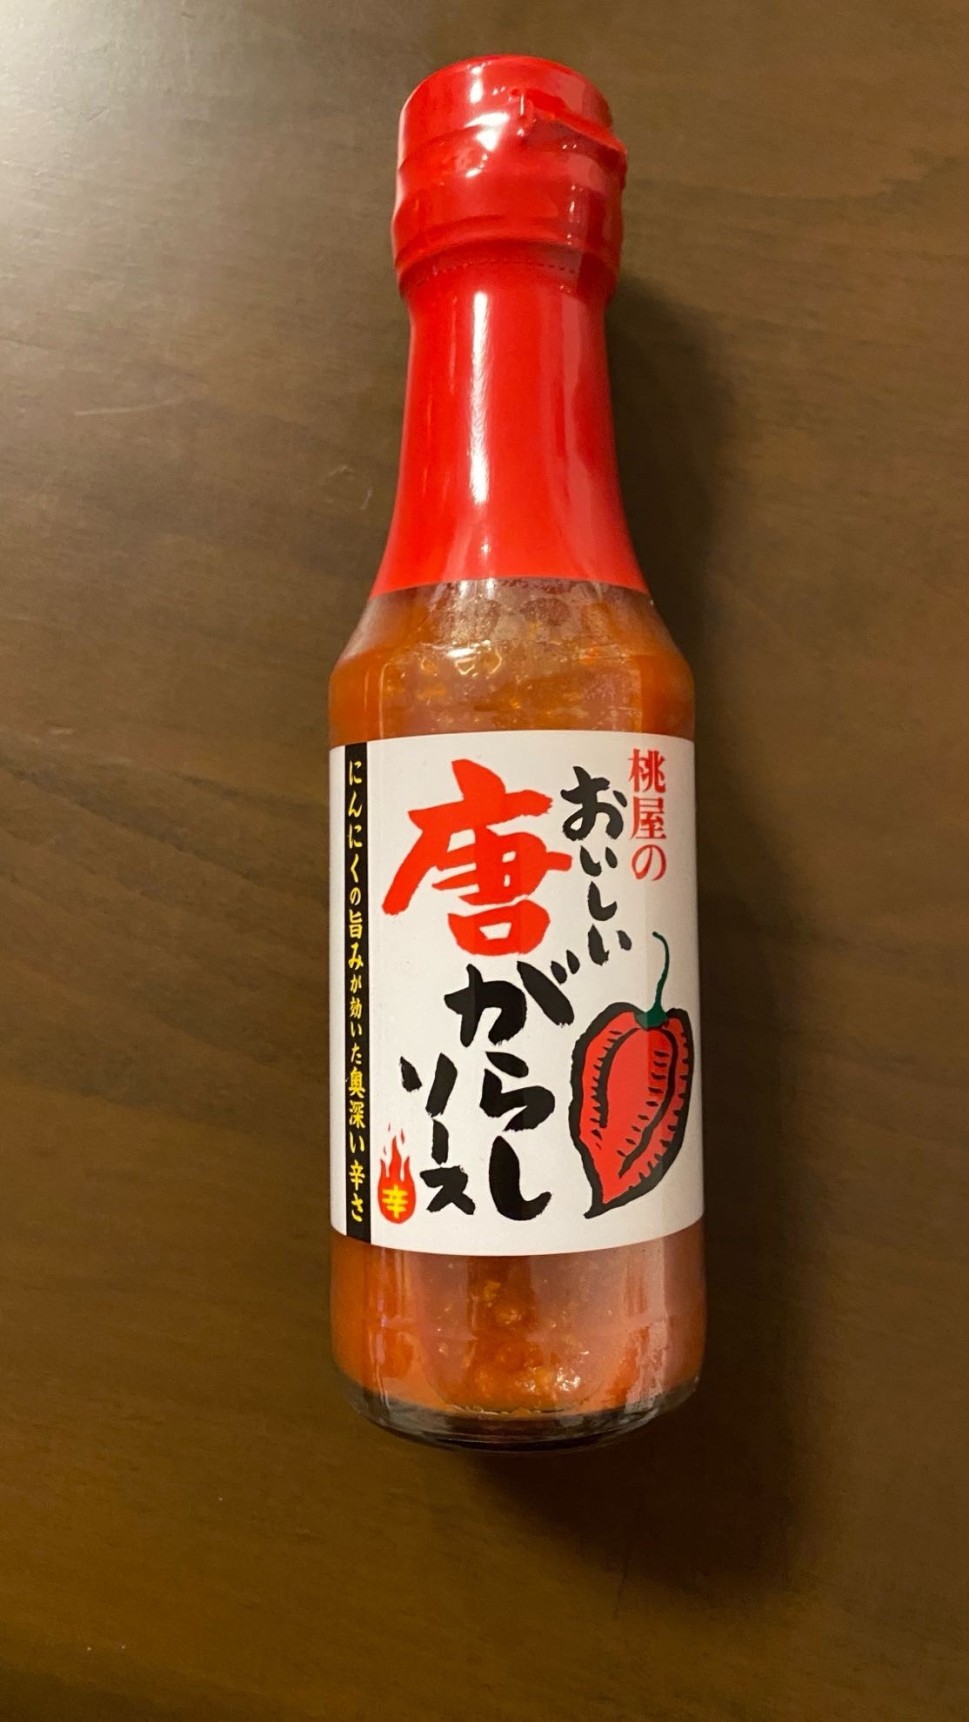 桃屋の
おいしい
唐がらし
ソース
辛
にんにくの旨みが効いた奥深い辛さ